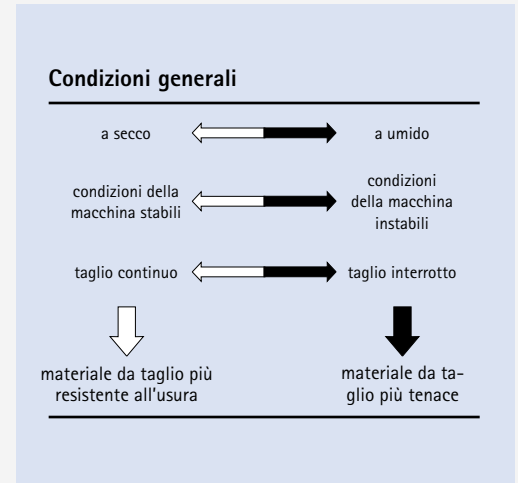 Condizioni generali
a secco
a umido
condizioni della
macchina stabili
condizioni
della macchina
instabili
taglio continuo
taglio interrotto
materiale da taglio più
resistente all'usura
materiale da ta-
glio più tenace